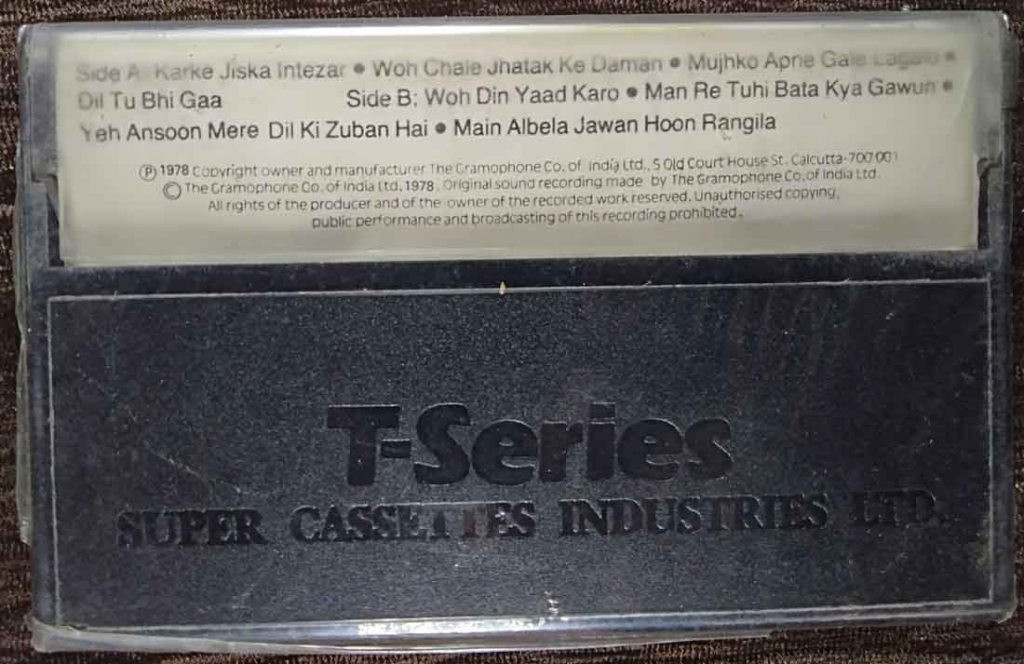 Side A: Karke Jiska Intezar • Woh Chale Jhatak Ke Daman • Mujhko Apne Gale Lagalo •
Dil Tu Bhi Gaa Side B: Woh Din Yaad Karo • Man Re Tuhi Bata Kya Gawun •
Yeh Ansoon Mere Dil Ki Zuban Hai • Main Albela Jawan Hoon Rangila
Ⓟ 1978 Copyright owner and manufacturer The Gramophone Co. of India Ltd., 5 Old Court House St. Calcutta-700 001
© The Gramophone Co. of India Ltd. 1978. Original sound recording made by The Gramophone Co. of India Ltd.
All rights of the producer and of the owner of the recorded work reserved. Unauthorised copying,
public performance and broadcasting of this recording prohibited.
T-Series
SUPER CASSETTES INDUSTRIES LTD.